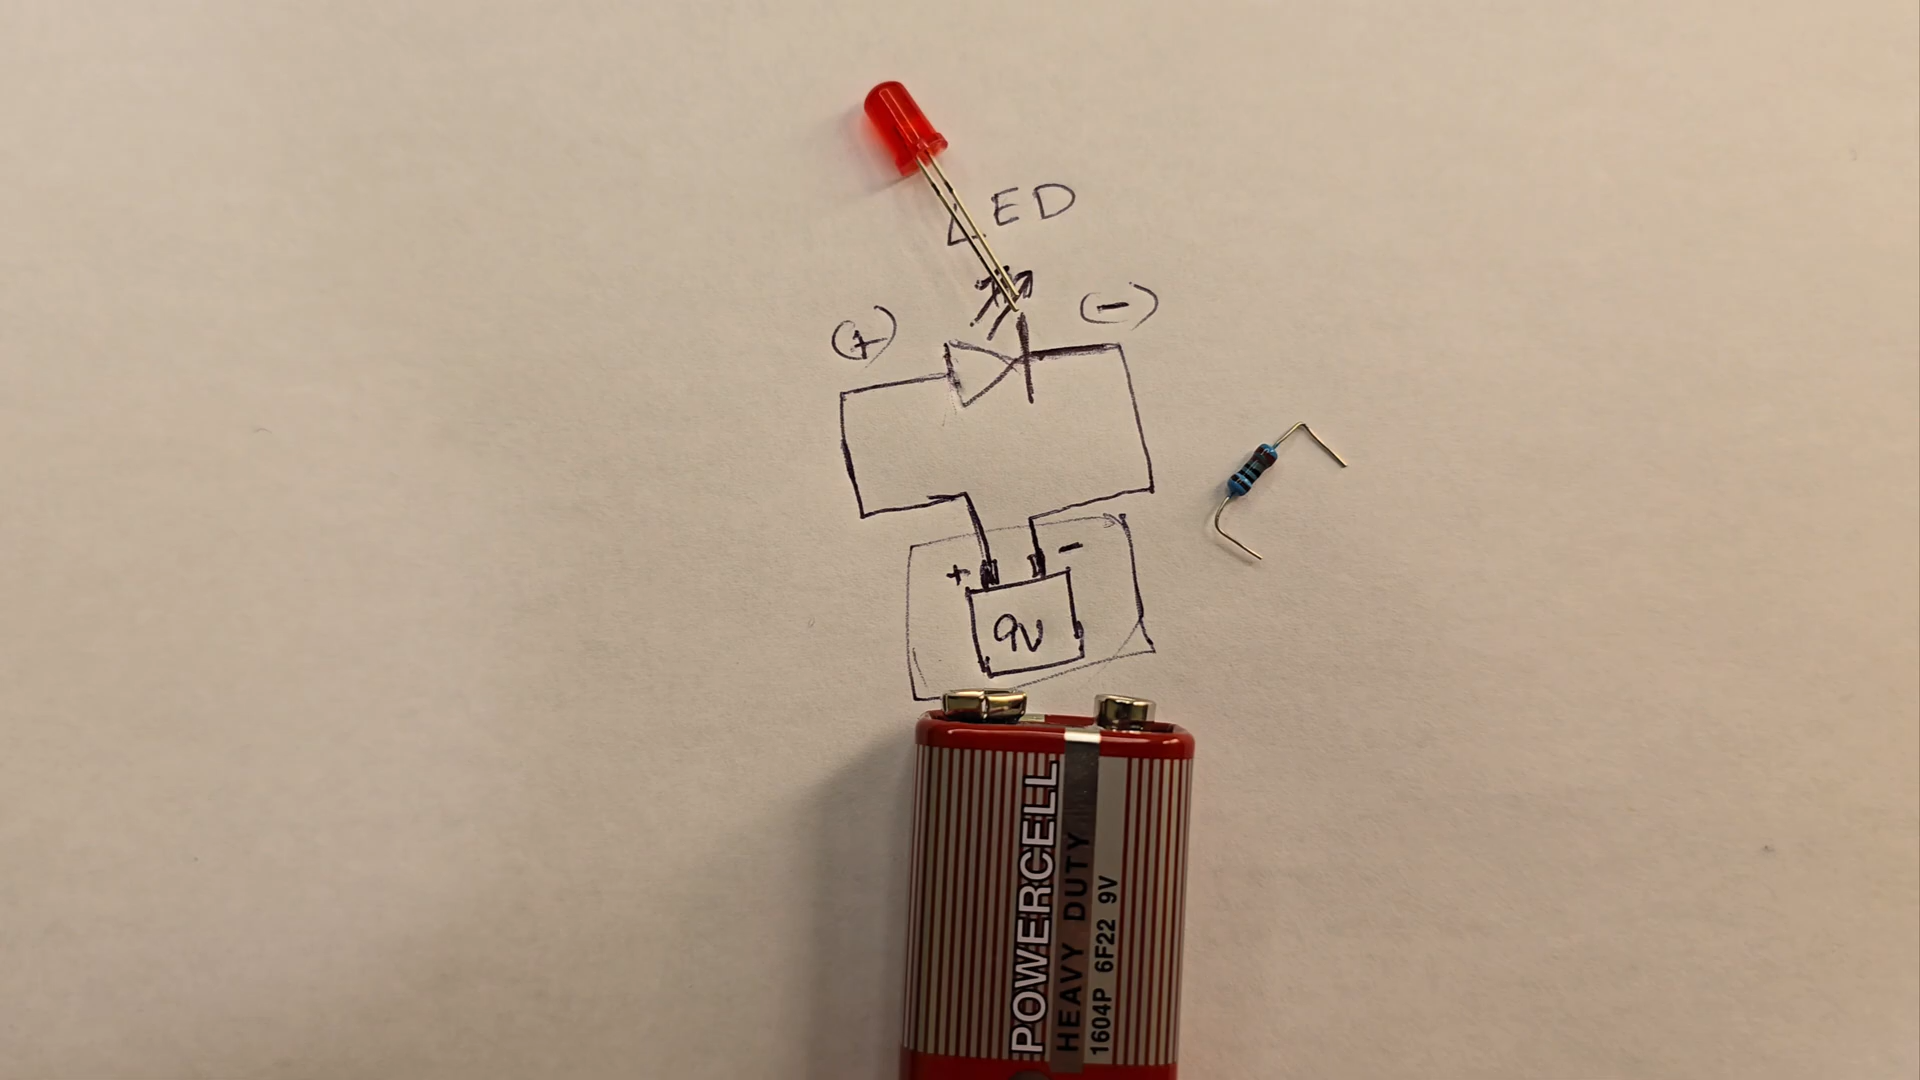 LED
(+) (-)
+ -
9V
POWERCELL
HEAVY DUTY
1604P 6F22 9V